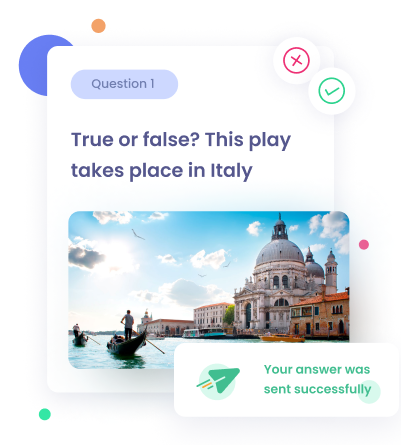 Question 1
True or false? This play
takes place in Italy
Your answer was
sent successfully